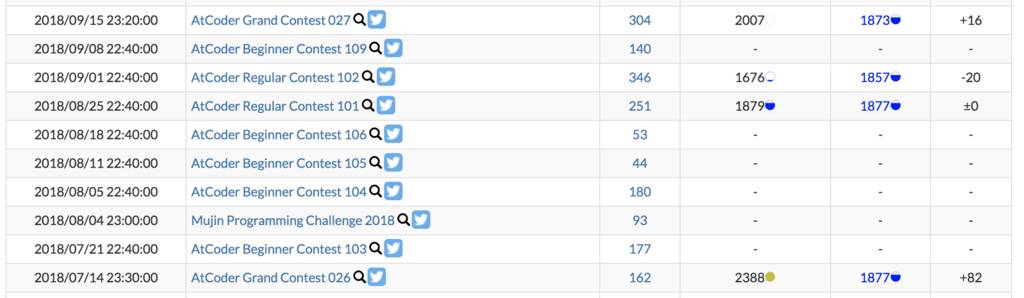 2018/09/15 23:20:00 AtCoder Grand Contest 027 304 2007 1873 +16
2018/09/08 22:40:00 AtCoder Beginner Contest 109 140 - - -
2018/09/01 22:40:00 AtCoder Regular Contest 102 346 1676 1857 -20
2018/08/25 22:40:00 AtCoder Regular Contest 101 251 1879 1877 ±0
2018/08/18 22:40:00 AtCoder Beginner Contest 106 53 - - -
2018/08/11 22:40:00 AtCoder Beginner Contest 105 44 - - -
2018/08/05 22:40:00 AtCoder Beginner Contest 104 180 - - -
2018/08/04 23:00:00 Mujin Programming Challenge 2018 93 - - -
2018/07/21 22:40:00 AtCoder Beginner Contest 103 177 - - -
2018/07/14 23:30:00 AtCoder Grand Contest 026 162 2388 1877 +82